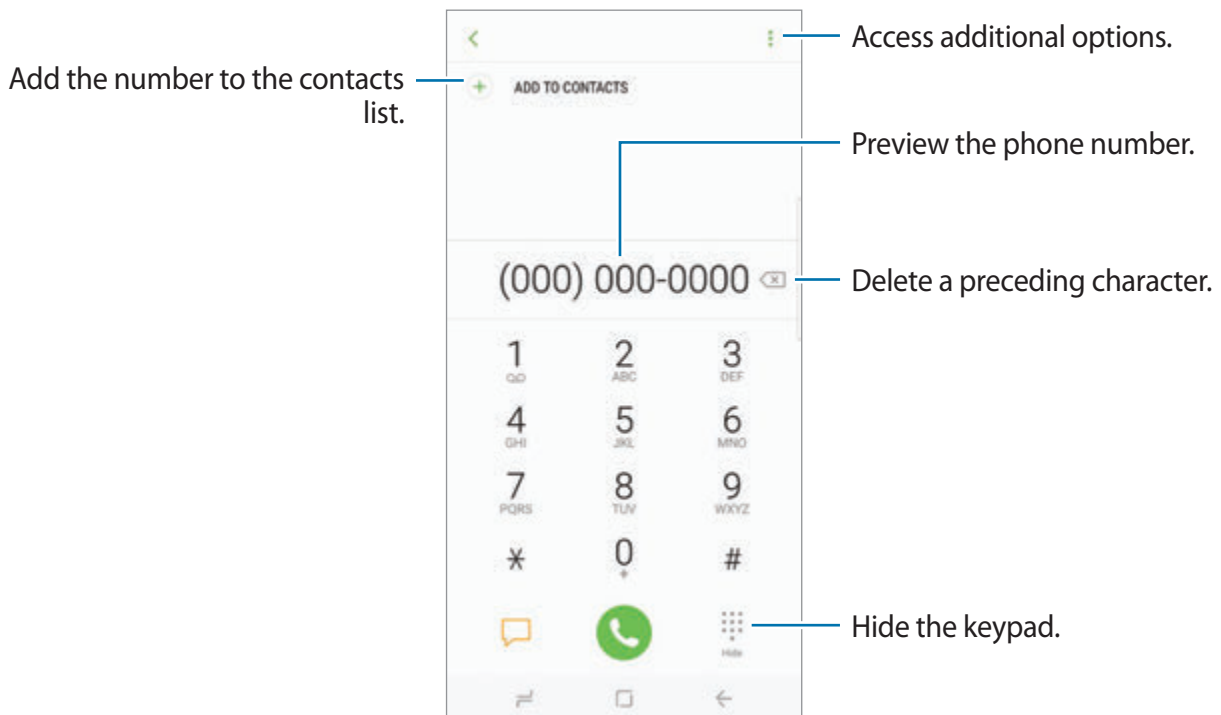 Access additional options.
Add the number to the contacts
list.
ADD TO CONTACTS
Preview the phone number.
(000) 000-0000
Delete a preceding character.
1 2 3
ABC DEF
4 5 6
GHI JKL MNO
7 8 9
PQRS TUV WXYZ
* 0 #
+
Hide the keypad.
Hide